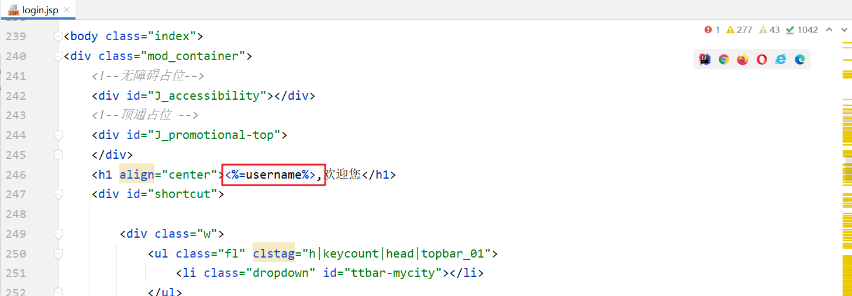 login.jsp
1 277 43 1042
239 <body class="index">
240 <div class="mod_container">
241 <!--无障碍占位-->
242 <div id="J_accessibility"></div>
243 <!--顶通占位 -->
244 <div id="J_promotional-top">
245 </div>
246 <h1 align="center"><%=username%>,欢迎您</h1>
247 <div id="shortcut">
248
249 <div class="w">
250 <ul class="fl" clstag="h|keycount|head|topbar_01">
251 <li class="dropdown" id="ttbar-mycity"></li>
252 </ul>